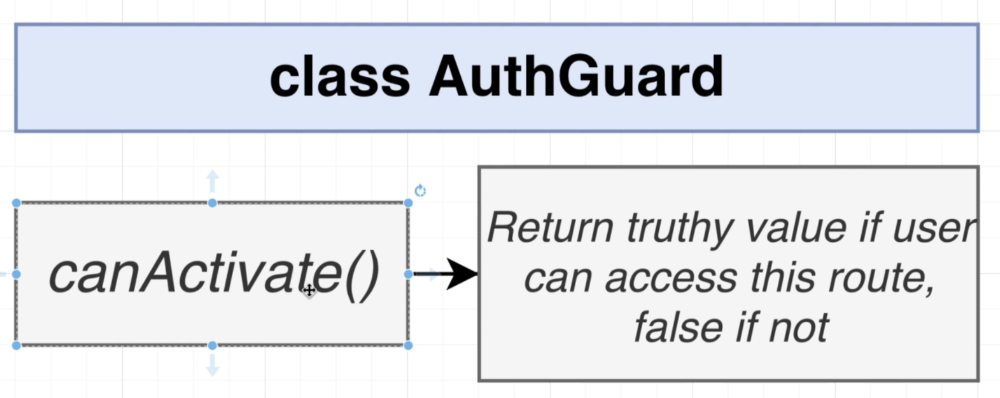 class AuthGuard
canActivate()
Return truthy value if user
can access this route,
false if not